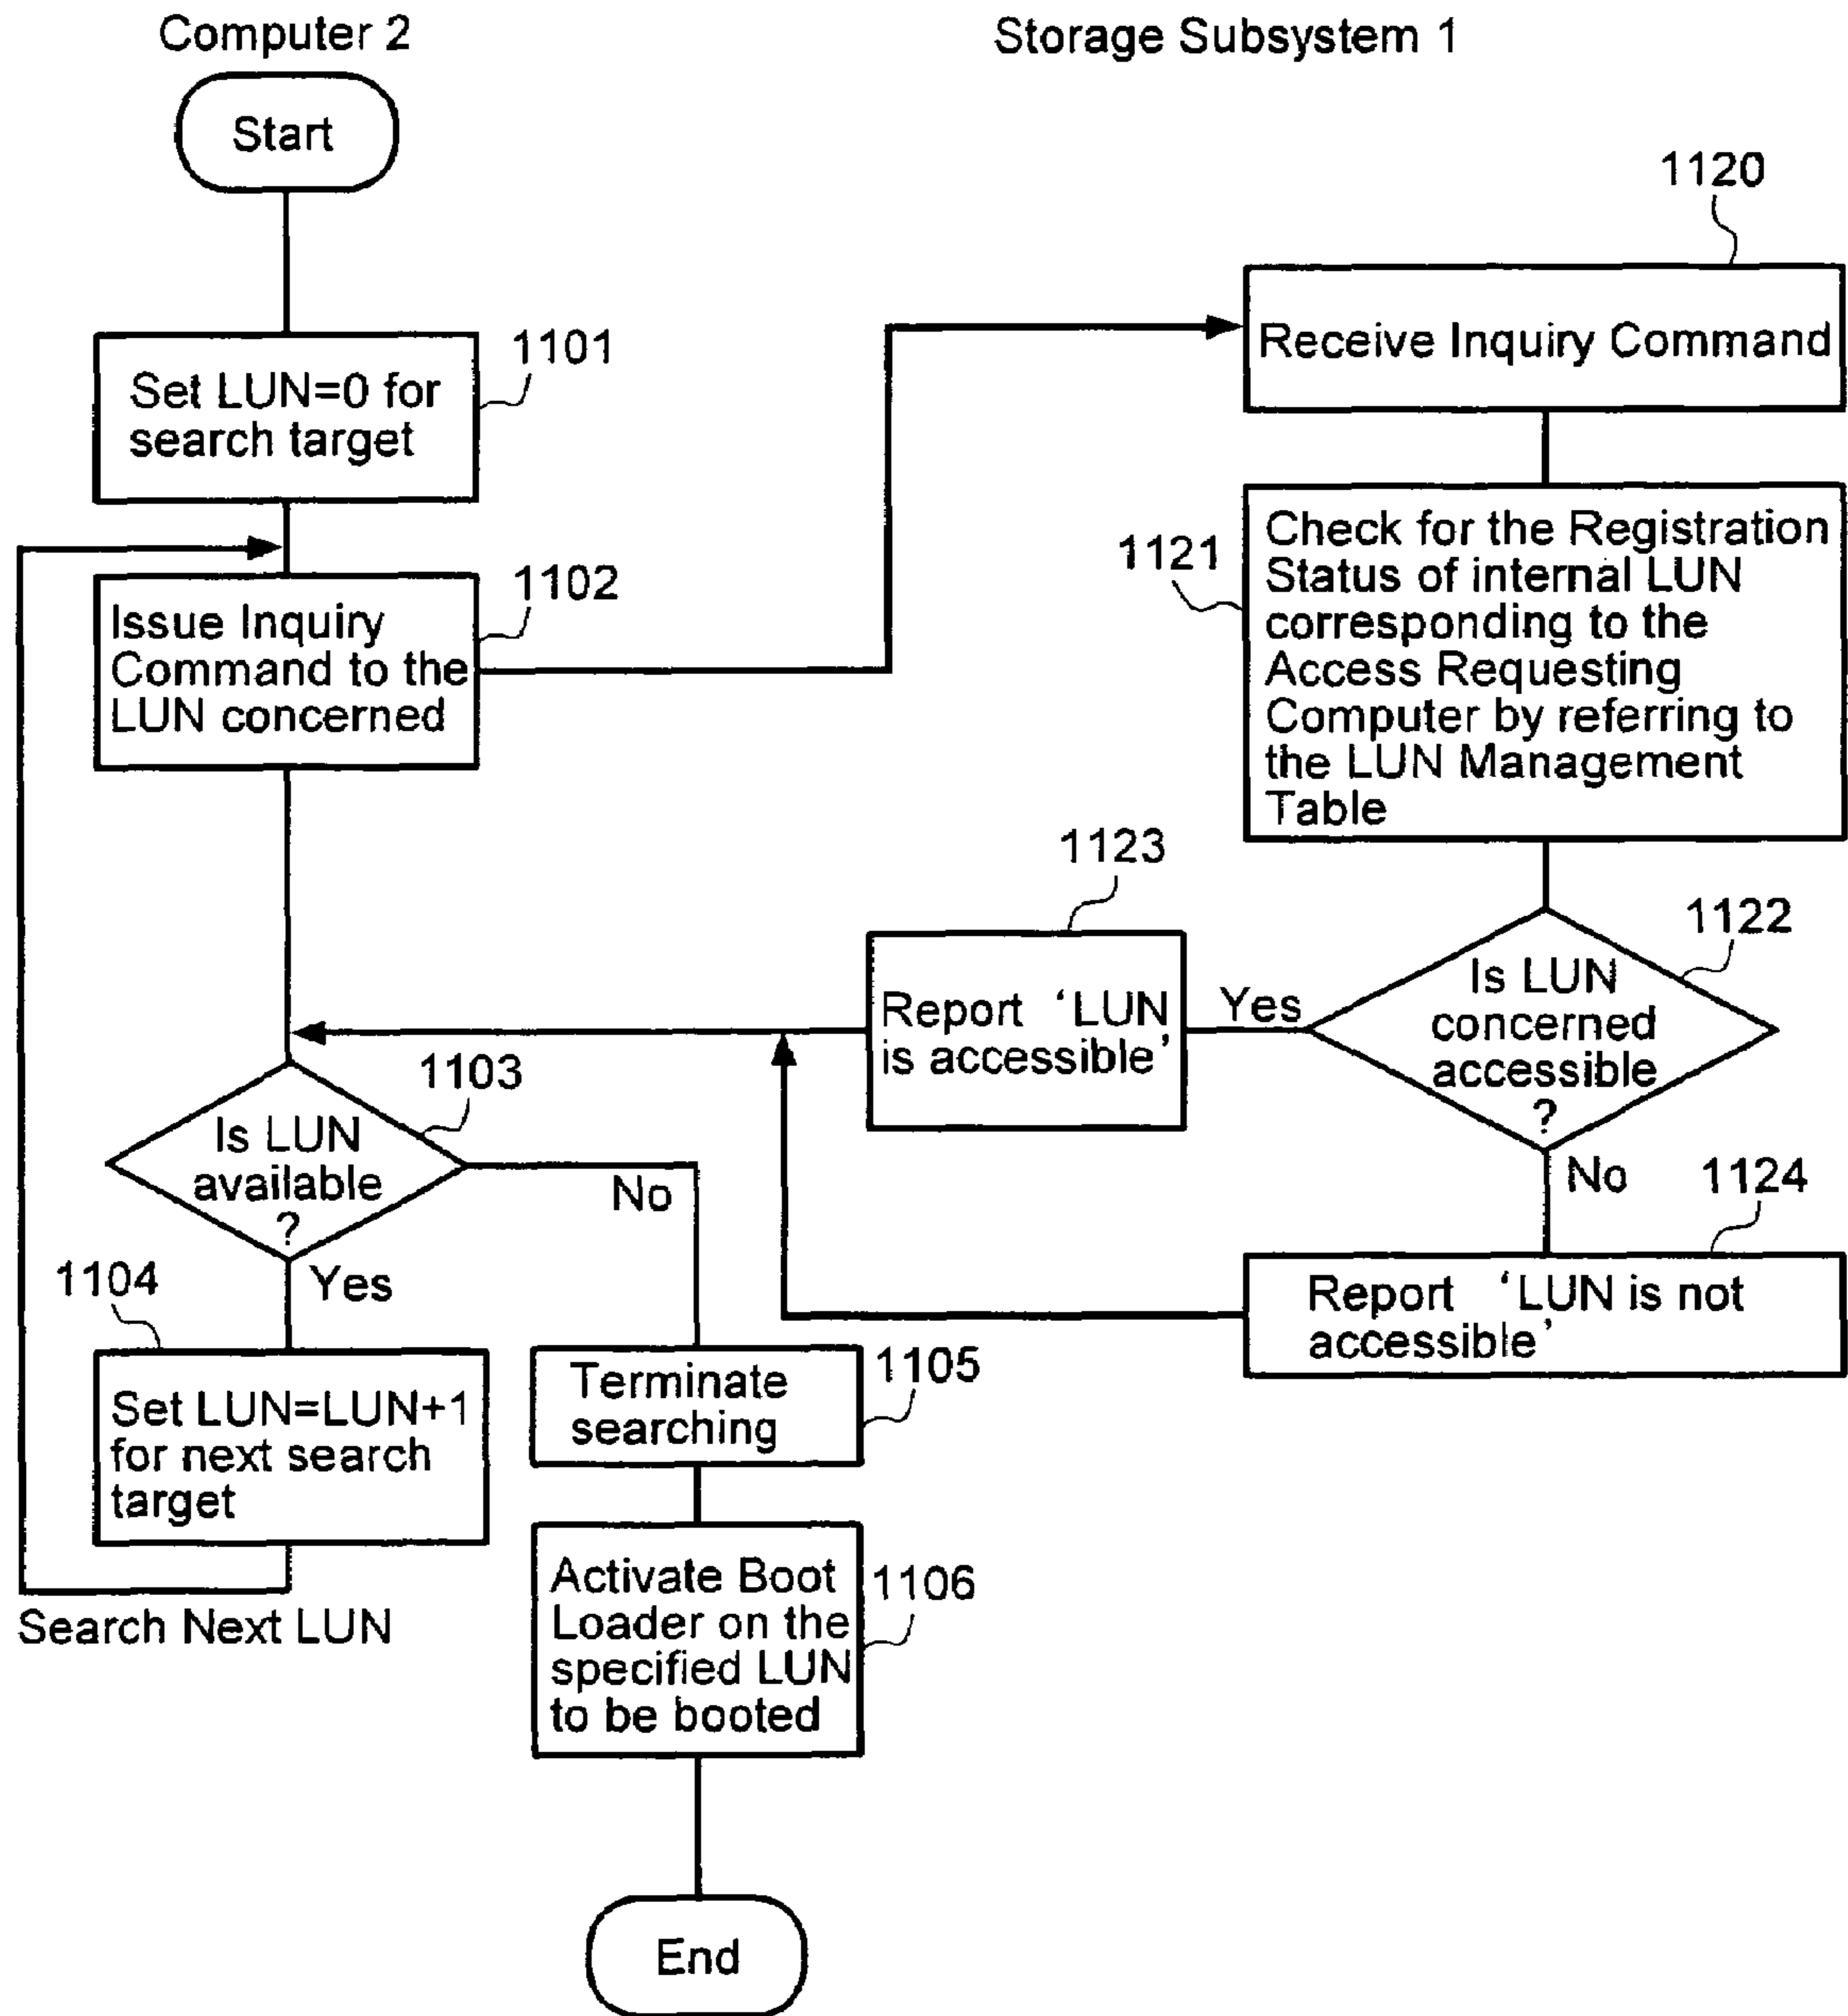 Computer 2
Storage Subsystem 1
Start
1101
Set LUN=0 for
search target
1102
Issue Inquiry
Command to the
LUN concerned
1120
Receive Inquiry Command
1121
Check for the Registration
Status of internal LUN
corresponding to the
Access Requesting
Computer by referring to
the LUN Management
Table
1122
Is LUN
concerned
accessible
?
Yes
No
1123
Report ‘LUN
is accessible’
1124
Report ‘LUN is not
accessible’
1103
Is LUN
available
?
No
Yes
1104
Set LUN=LUN+1
for next search
target
Search Next LUN
1105
Terminate
searching
1106
Activate Boot
Loader on the
specified LUN
to be booted
End